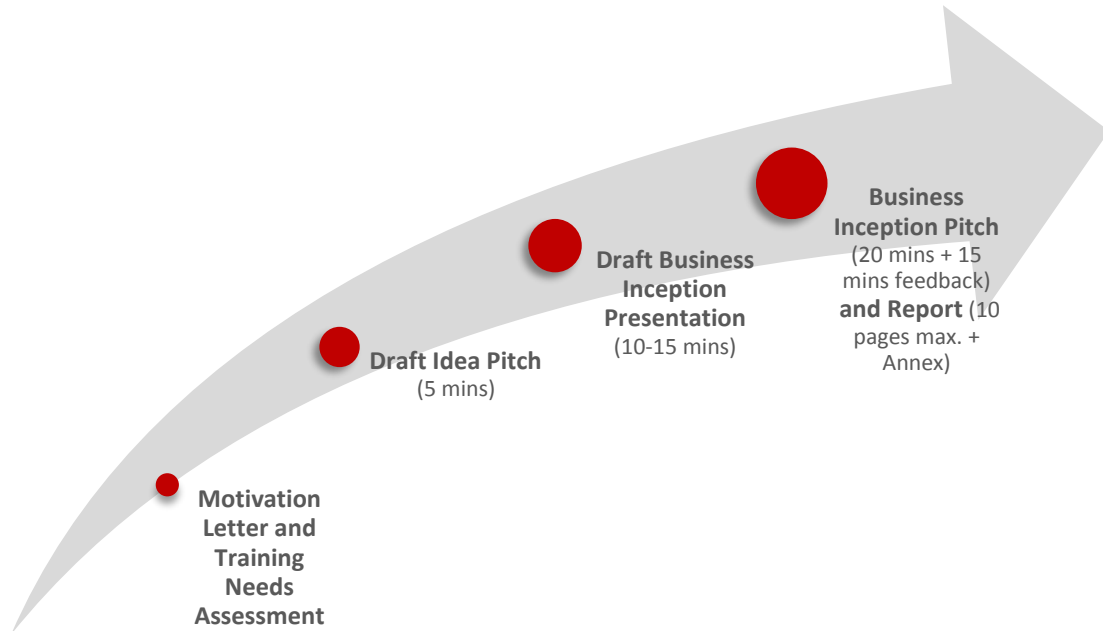 Motivation
Letter and
Training
Needs
Assessment
Draft Idea Pitch
(5 mins)
Draft Business
Inception
Presentation
(10-15 mins)
Business
Inception Pitch
(20 mins + 15
mins feedback)
and Report (10
pages max. +
Annex)